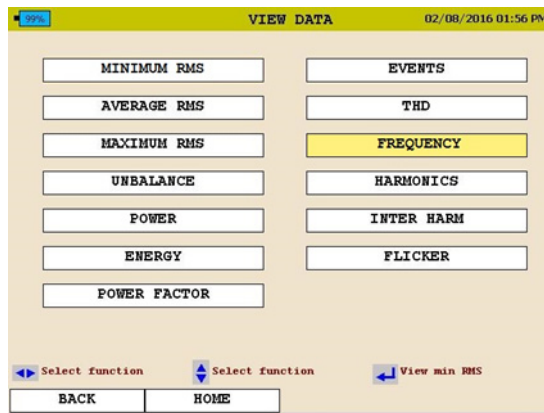 99% VIEW DATA 02/08/2016 01:56 PM
MINIMUM RMS EVENTS
AVERAGE RMS THD
MAXIMUM RMS FREQUENCY
UNBALANCE HARMONICS
POWER INTER HARM
ENERGY FLICKER
POWER FACTOR
Select function Select function View min RMS
BACK HOME